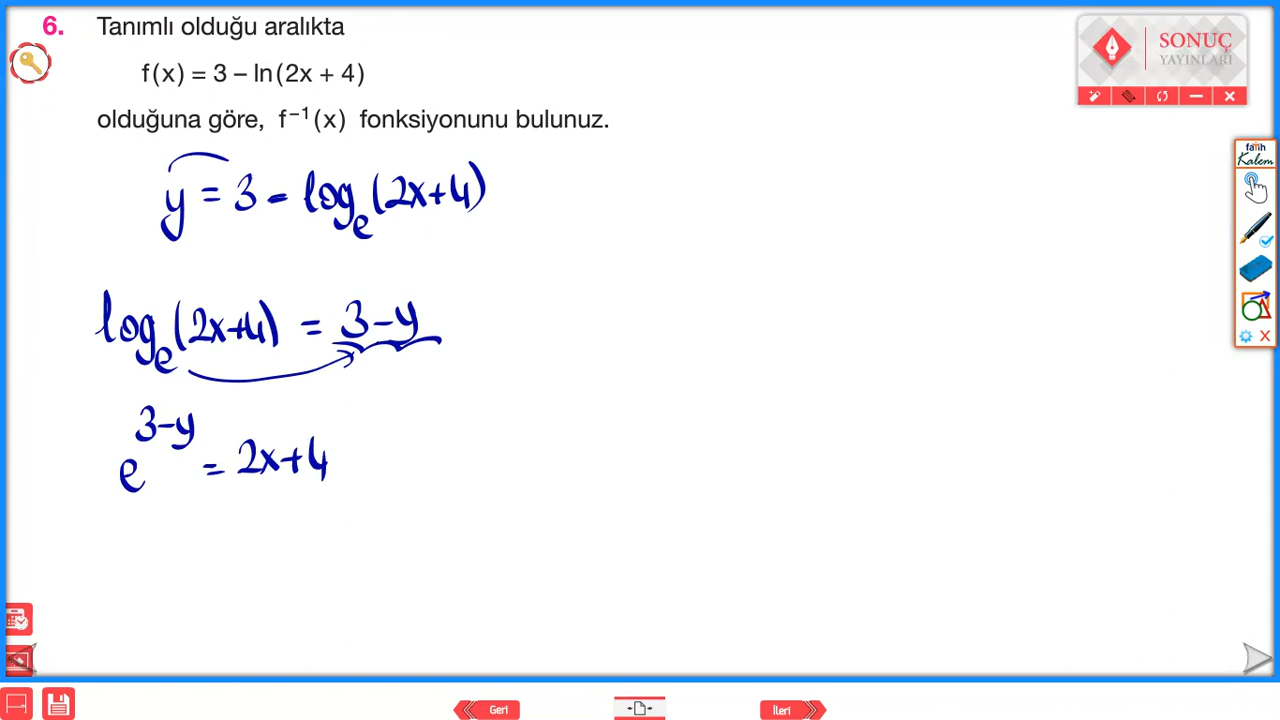 6. Tanımlı olduğu aralıkta
f(x) = 3 – ln(2x + 4)
olduğuna göre, f⁻¹(x) fonksiyonunu bulunuz.
y = 3 - logₑ(2x+4)
logₑ(2x+4) = 3-y
e³⁻ʸ = 2x+4
SONUÇ
YAYINLARI
fatih
Kalem
Geri
İleri